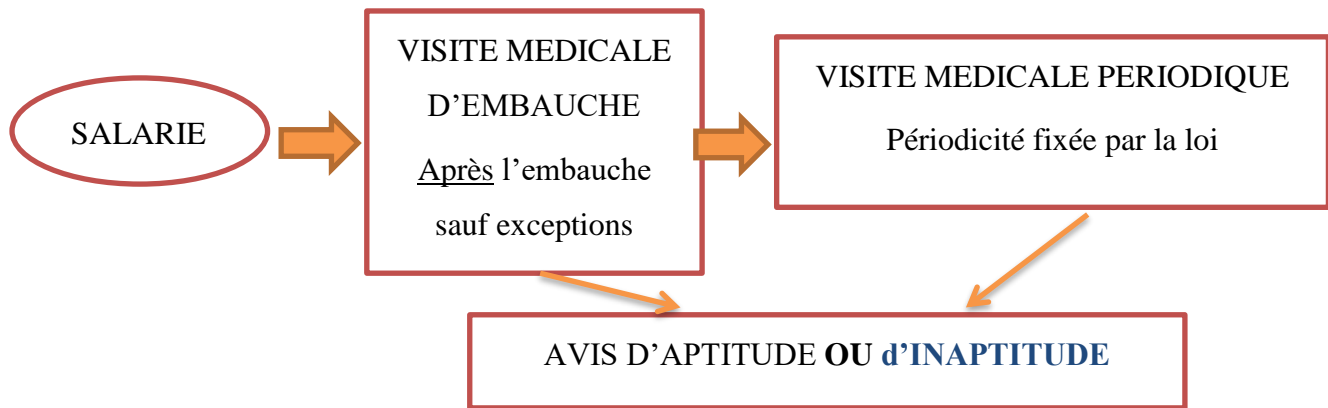 SALARIE
VISITE MEDICALE
D’EMBAUCHE
Après l’embauche
sauf exceptions
VISITE MEDICALE PERIODIQUE
Périodicité fixée par la loi
AVIS D’APTITUDE OU d’INAPTITUDE